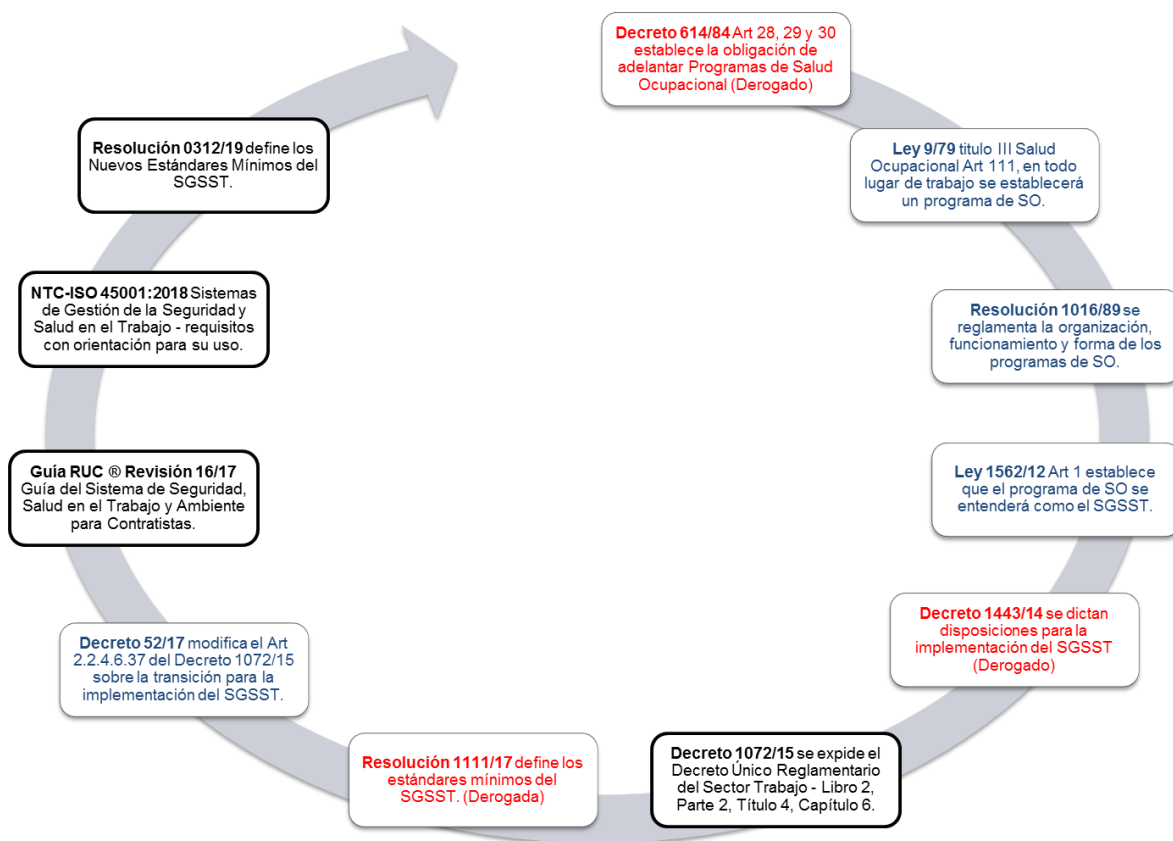 Decreto 614/84 Art 28, 29 y 30
establece la obligación de
adelantar Programas de Salud
Ocupacional (Derogado)
Ley 9/79 titulo III Salud
Ocupacional Art 111, en todo
lugar de trabajo se establecerá
un programa de SO.
Resolución 1016/89 se
reglamenta la organización,
funcionamiento y forma de los
programas de SO.
Ley 1562/12 Art 1 establece
que el programa de SO se
entenderá como el SGSST.
Decreto 1443/14 se dictan
disposiciones para la
implementación del SGSST
(Derogado)
Decreto 1072/15 se expide el
Decreto Único Reglamentario
del Sector Trabajo - Libro 2,
Parte 2, Título 4, Capítulo 6.
Resolución 1111/17 define los
estándares mínimos del
SGSST. (Derogada)
Decreto 52/17 modifica el Art
2.2.4.6.37 del Decreto 1072/15
sobre la transición para la
implementación del SGSST.
Guía RUC ® Revisión 16/17
Guía del Sistema de Seguridad,
Salud en el Trabajo y Ambiente
para Contratistas.
NTC-ISO 45001:2018 Sistemas
de Gestión de la Seguridad y
Salud en el Trabajo - requisitos
con orientación para su uso.
Resolución 0312/19 define los
Nuevos Estándares Mínimos del
SGSST.